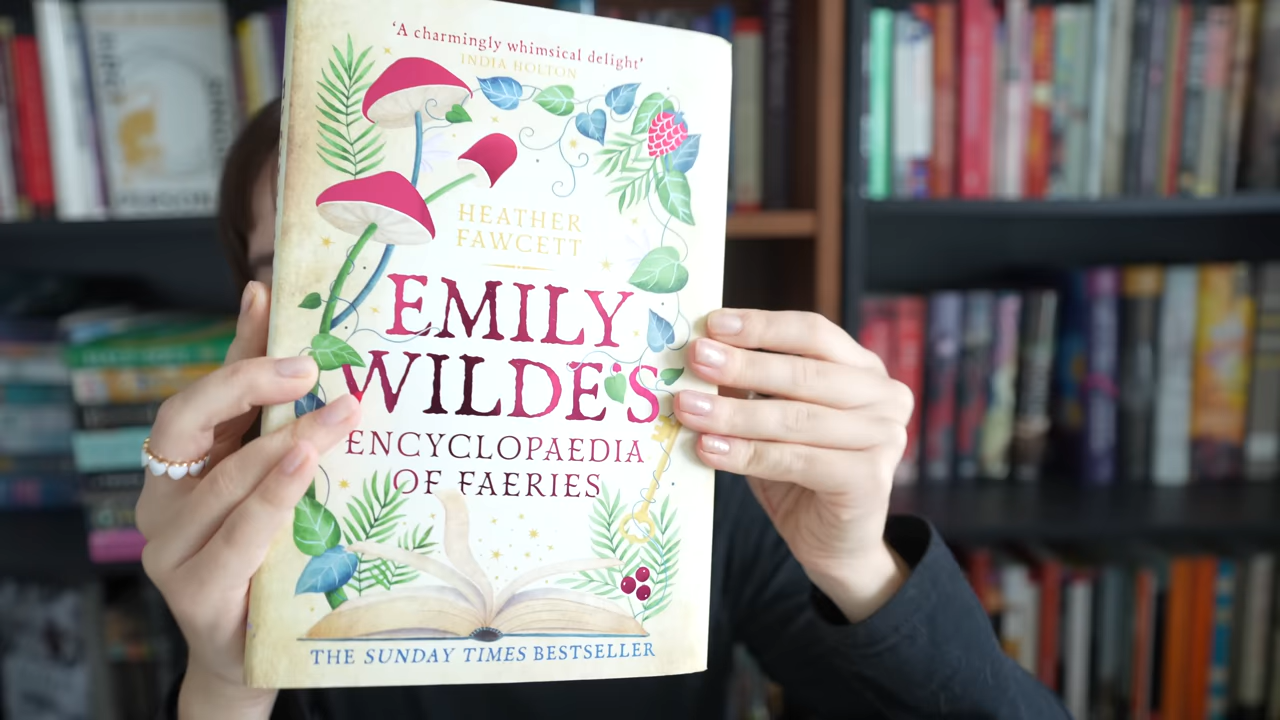 'A charmingly whimsical delight'
INDIA HOLTON
HEATHER
FAWCETT
EMILY
WILDE'S
ENCYCLOPAEDIA
OF FAERIES
THE SUNDAY TIMES BESTSELLER